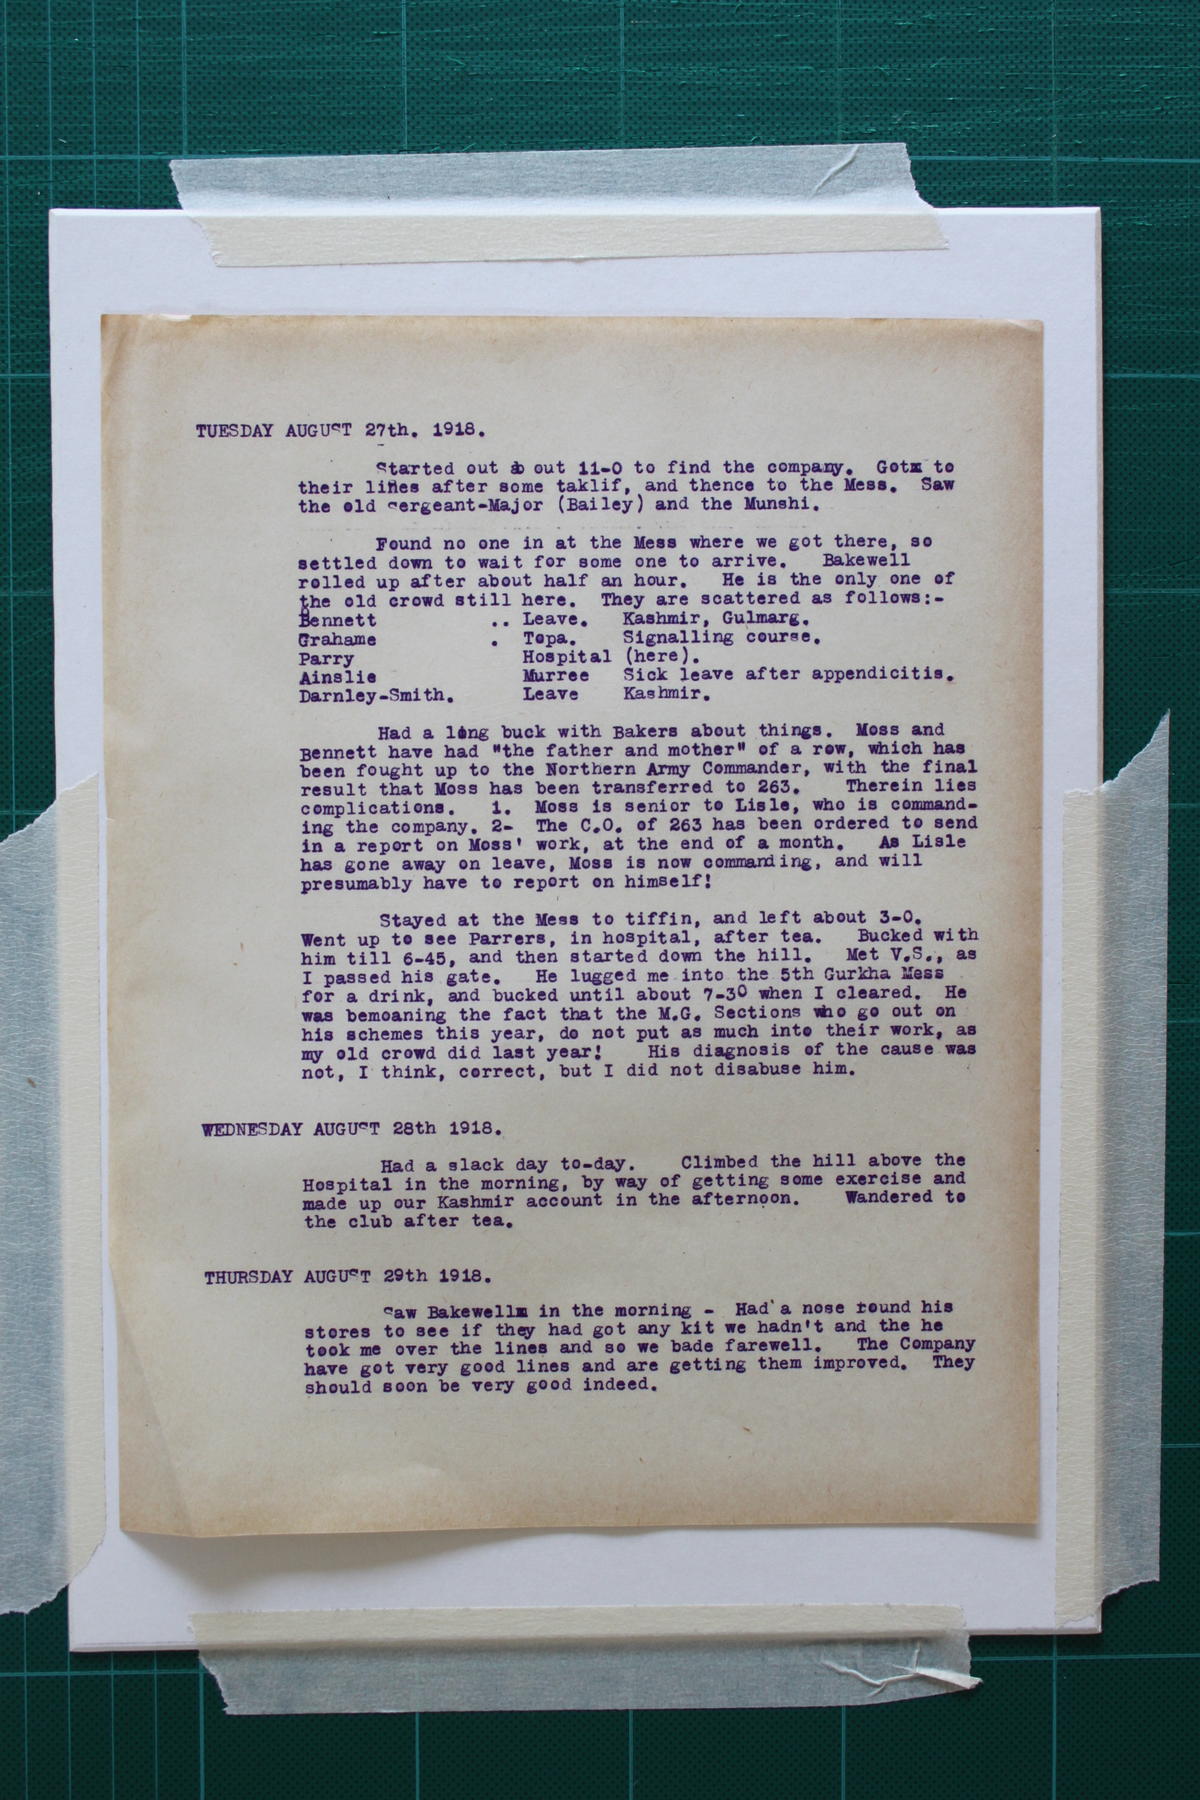 TUESDAY AUGUST 27th. 1918.
Started out about 11-0 to find the company. Gotx to
their lines after some taklif, and thence to the Mess. Saw
the old Sergeant-Major (Bailey) and the Munshi.
Found no one in at the Mess where we got there, so
settled down to wait for some one to arrive. Bakewell
rolled up after about half an hour. He is the only one of
the old crowd still here. They are scattered as follows:-
Bennett .. Leave. Kashmir, Gulmarg.
Grahame . Topa. Signalling course.
Parry Hospital (here).
Ainslie Murree Sick leave after appendicitis.
Darnley-Smith. Leave Kashmir.
Had a long buck with Bakers about things. Moss and
Bennett have had "the father and mother" of a row, which has
been fought up to the Northern Army Commander, with the final
result that Moss has been transferred to 263. Therein lies
complications. 1. Moss is senior to Lisle, who is command-
ing the company. 2- The C.O. of 263 has been ordered to send
in a report on Moss' work, at the end of a month. As Lisle
has gone away on leave, Moss is now commanding, and will
presumably have to report on himself!
Stayed at the Mess to tiffin, and left about 3-0.
Went up to see Parrers, in hospital, after tea. Bucked with
him till 6-45, and then started down the hill. Met V.S., as
I passed his gate. He lugged me into the 5th Gurkha Mess
for a drink, and bucked until about 7-30 when I cleared. He
was bemoaning the fact that the M.G. Sections who go out on
his schemes this year, do not put as much into their work, as
my old crowd did last year! His diagnosis of the cause was
not, I think, correct, but I did not disabuse him.
WEDNESDAY AUGUST 28th 1918.
Had a slack day to-day. Climbed the hill above the
Hospital in the morning, by way of getting some exercise and
made up our Kashmir account in the afternoon. Wandered to
the club after tea.
THURSDAY AUGUST 29th 1918.
Saw Bakewellx in the morning - Had a nose round his
stores to see if they had got any kit we hadn't and the he
took me over the lines and so we bade farewell. The Company
have got very good lines and are getting them improved. They
should soon be very good indeed.